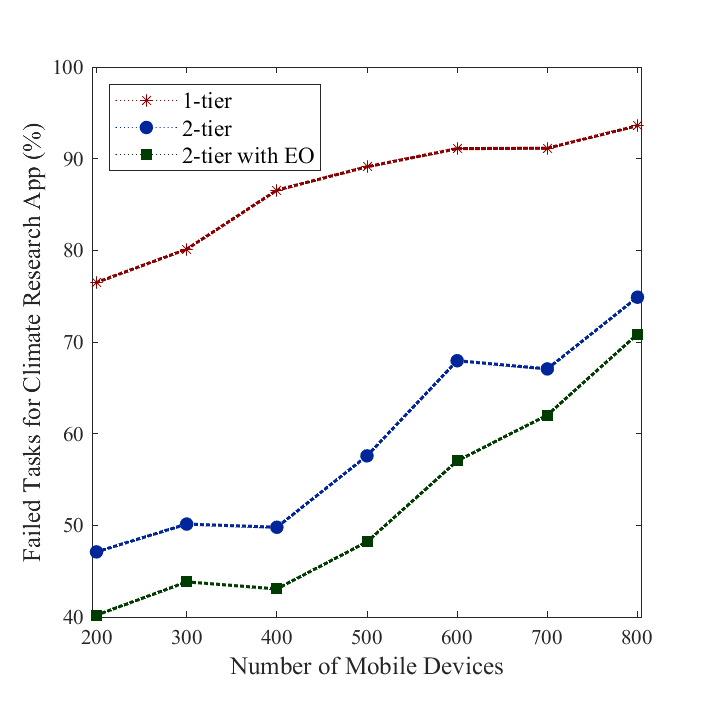 100
90
80
70
60
50
40
Failed Tasks for Climate Research App (%)
1-tier
2-tier
2-tier with EO
200 300 400 500 600 700 800
Number of Mobile Devices